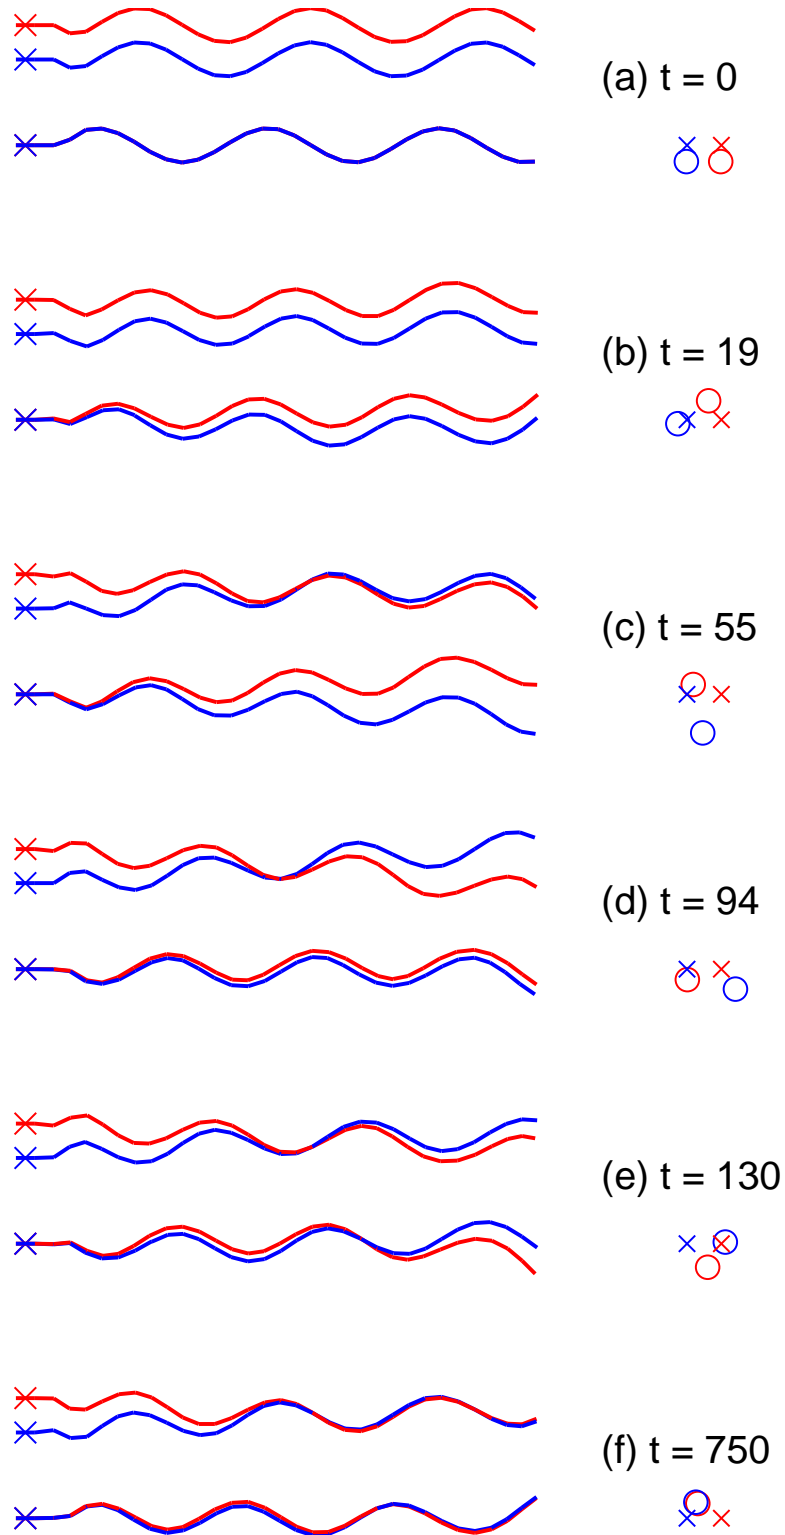 (a) t = 0
(b) t = 19
(c) t = 55
(d) t = 94
(e) t = 130
(f) t = 750